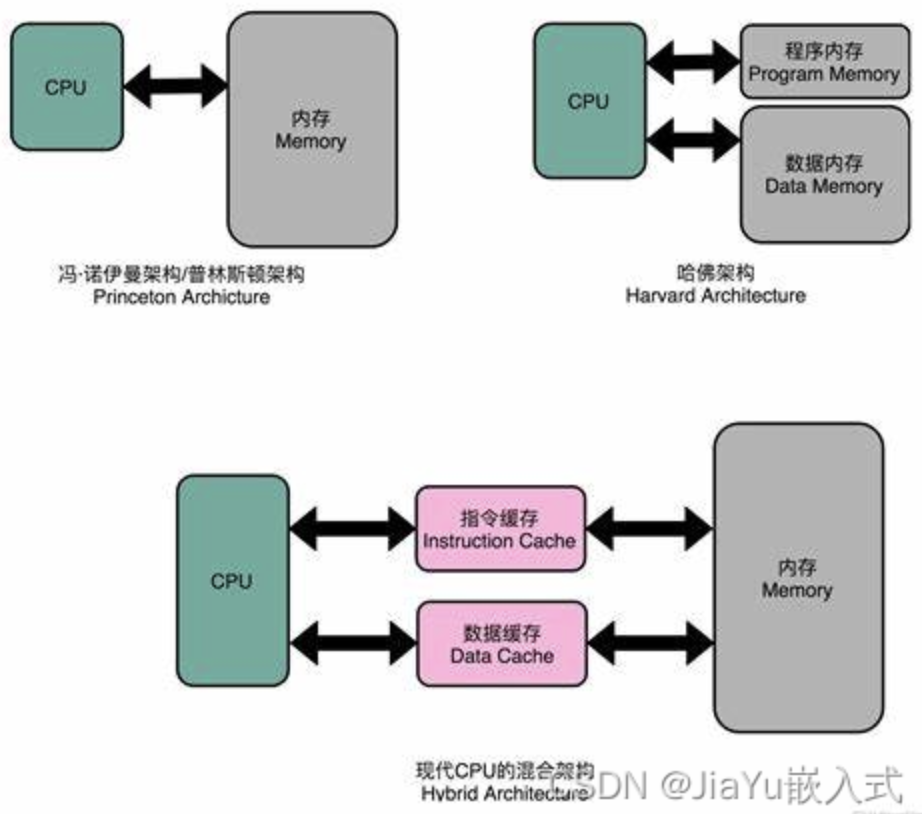 CPU
内存
Memory
冯·诺伊曼架构/普林斯顿架构
Princeton Archicture
CPU
程序内存
Program Memory
数据内存
Data Memory
哈佛架构
Harvard Architecture
CPU
指令缓存
Instruction Cache
数据缓存
Data Cache
内存
Memory
现代CPU的混合架构
Hybrid Architecture
CSDN @JiaYu嵌入式